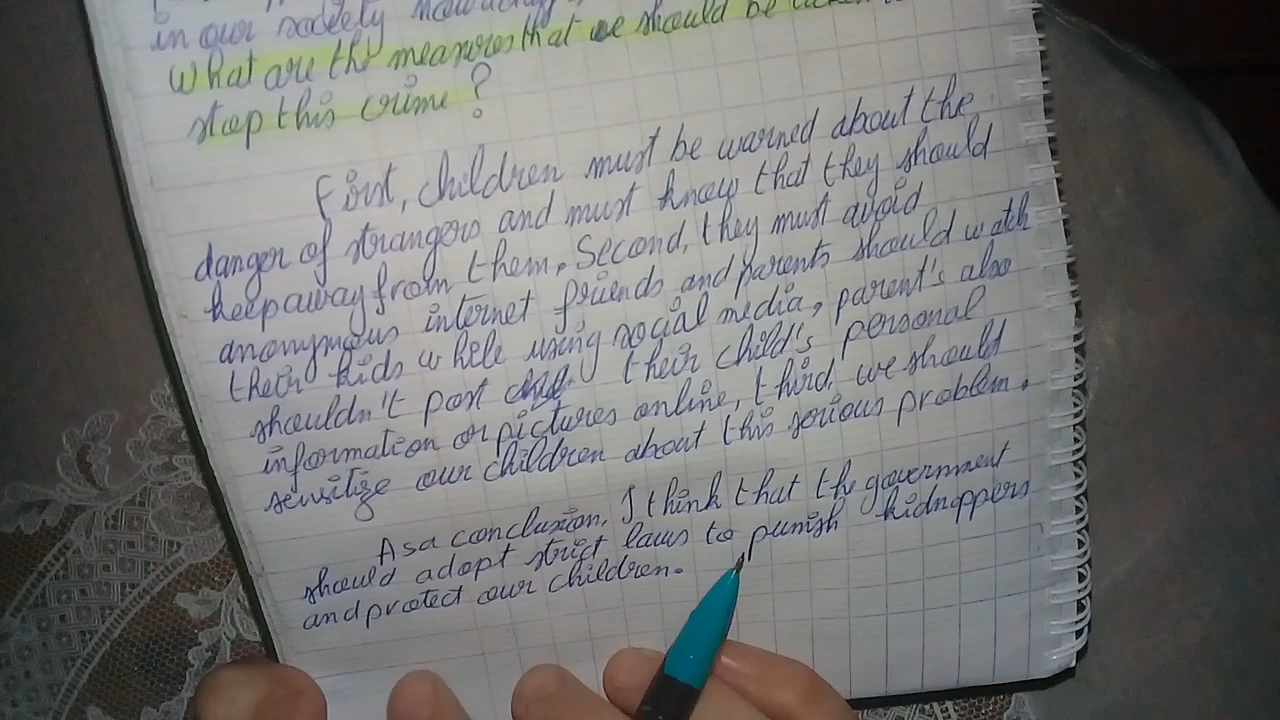 in our society
What are the measures that we should be taken
stop this crime?
First, children must be warned about the
danger of strangers and must know that they should
keep away from them. Second, they must avoid
anonymous internet friends and parents should watch
their kids while using social media, parent's also
shouldn't post their child's personal
information or pictures online, third, we should
sensitize our children about this serious problem.
As a conclusion, I think that the government
should adopt strict laws to punish kidnappers
and protect our children.